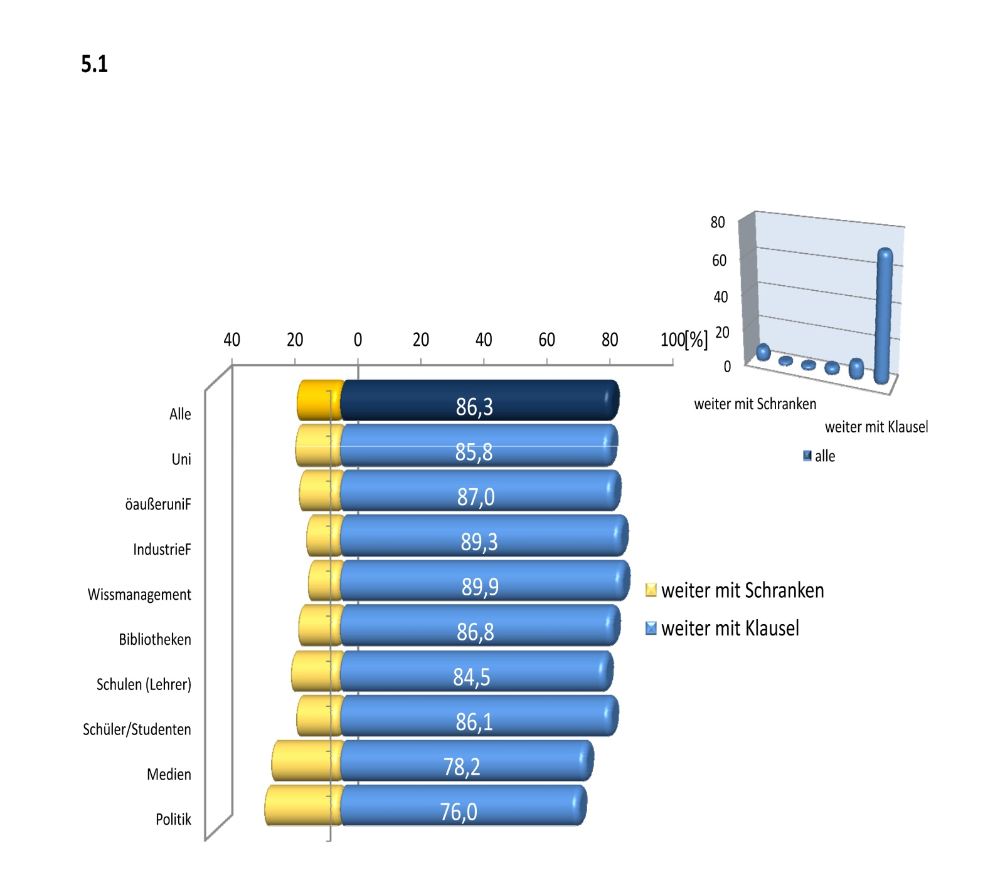 5.1
80
60
40
20
0
weiter mit Schranken
weiter mit Klausel
alle
40 20 0 20 40 60 80 100[%]
Alle 86,3
Uni 85,8
öaußeruniF 87,0
IndustrieF 89,3
Wissmanagement 89,9
Bibliotheken 86,8
Schulen (Lehrer) 84,5
Schüler/Studenten 86,1
Medien 78,2
Politik 76,0
weiter mit Schranken
weiter mit Klausel